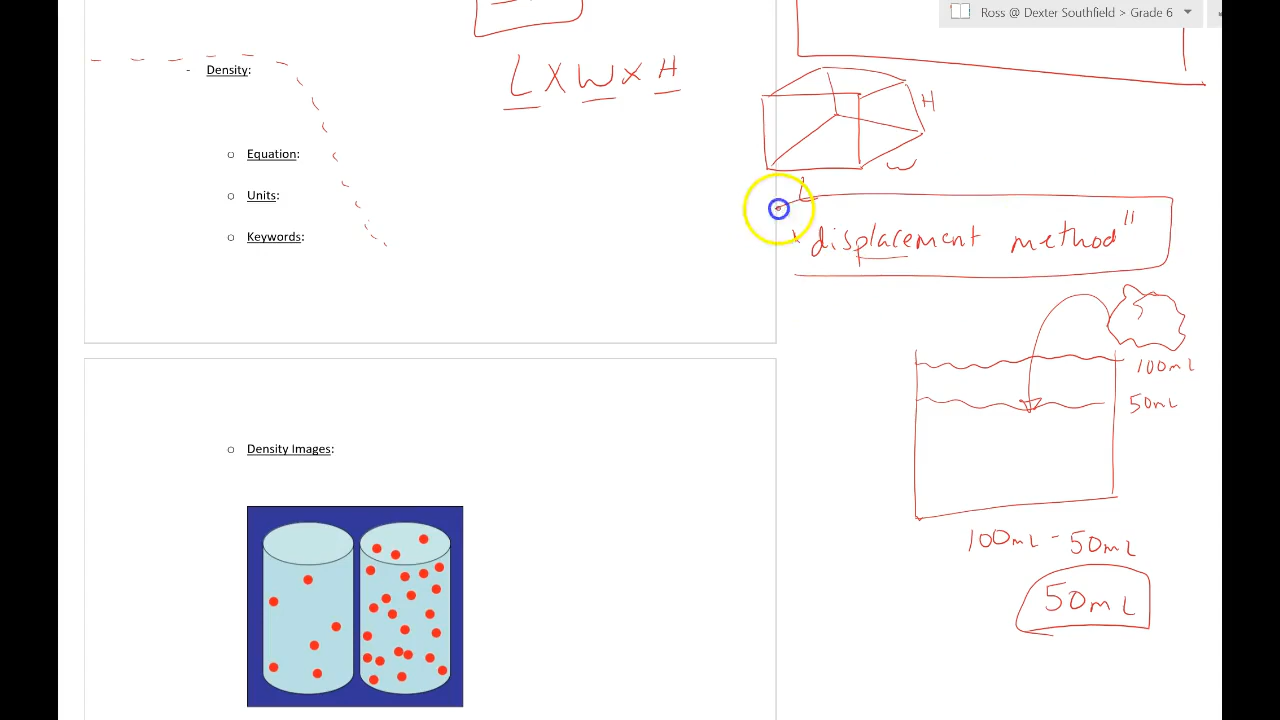 Ross @ Dexter Southfield > Grade 6
- Density:
L X W X H
H
W
L
○ Equation:
○ Units:
○ Keywords:
"displacement method"
100mL
50mL
○ Density Images:
100mL - 50mL
50mL